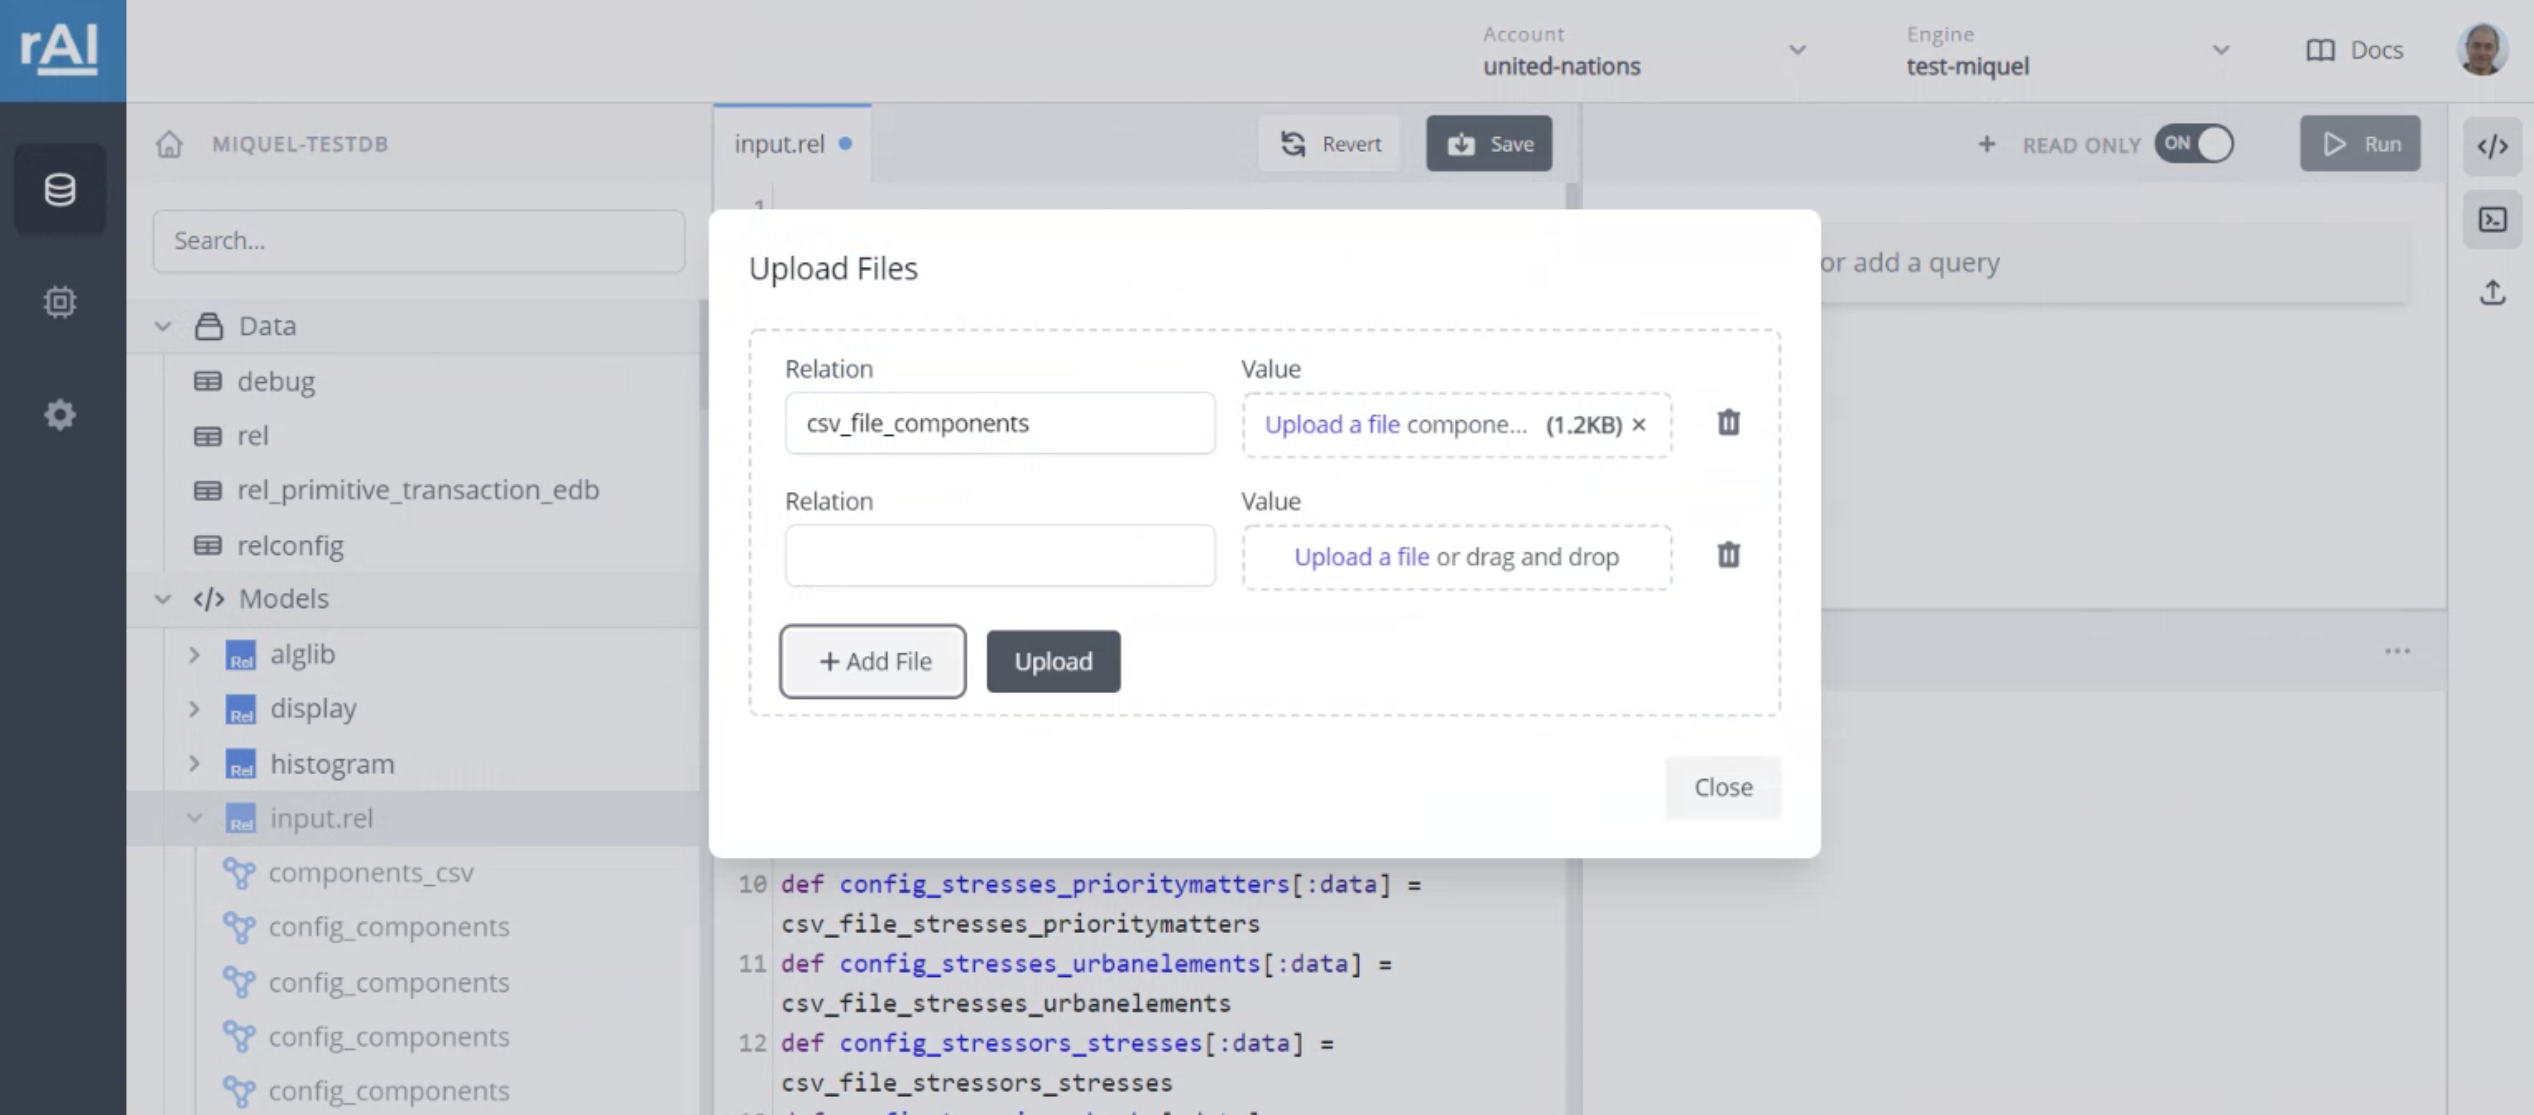 rAI
Account
united-nations
Engine
test-miquel
Docs
MIQUEL-TESTDB
input.rel
Revert
Save
+ READ ONLY ON
Run
Search...
1
or add a query
Data
debug
rel
rel_primitive_transaction_edb
relconfig
</> Models
Rel alglib
Rel display
Rel histogram
Rel input.rel
components_csv
config_components
config_components
config_components
config_components
Upload Files
Relation Value
csv_file_components Upload a file compone... (1.2KB) ×
Relation Value
Upload a file or drag and drop
+ Add File Upload
Close
10 def config_stresses_prioritymatters[:data] =
csv_file_stresses_prioritymatters
11 def config_stresses_urbanelements[:data] =
csv_file_stresses_urbanelements
12 def config_stressors_stresses[:data] =
csv_file_stressors_stresses